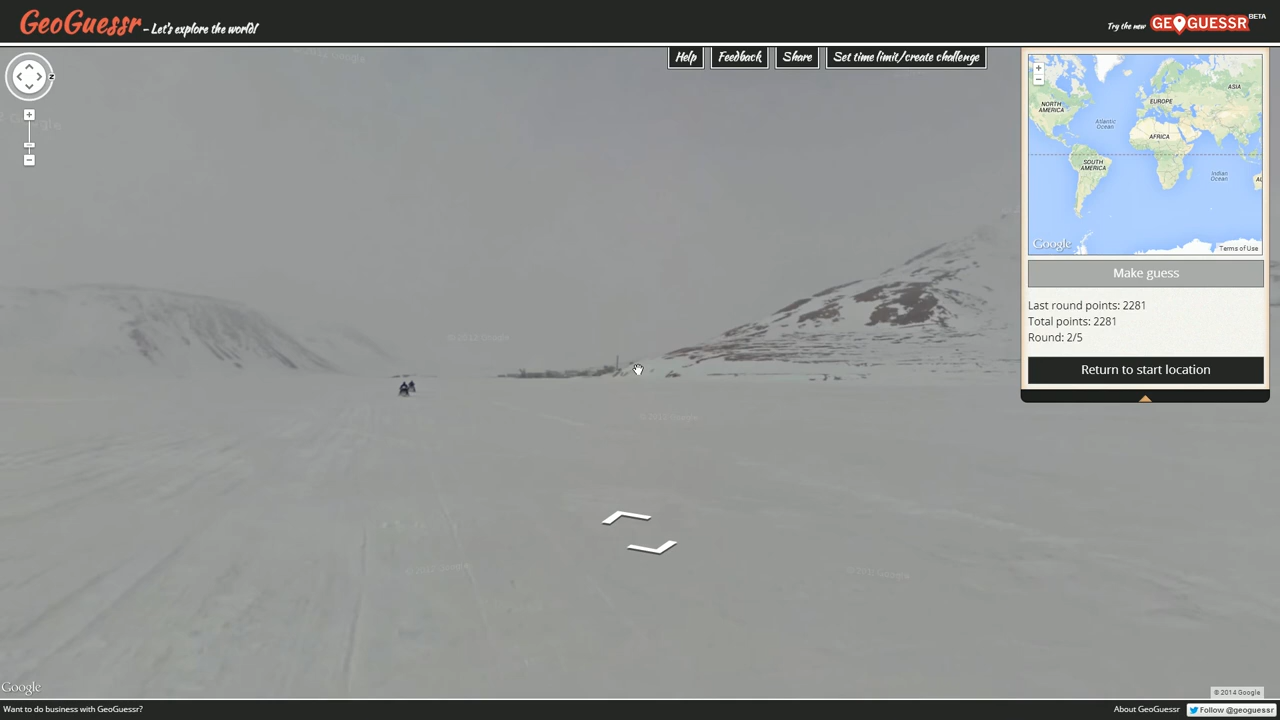 GeoGuessr - Let's explore the world!
Try the new GEOGUESSR BETA
Help
Feedback
Share
Set time limit/create challenge
NORTH AMERICA
EUROPE
ASIA
Atlantic Ocean
AFRICA
SOUTH AMERICA
Indian Ocean
AU
Google
Terms of Use
Make guess
Last round points: 2281
Total points: 2281
Round: 2/5
Return to start location
Google
© 2014 Google
Want to do business with GeoGuessr?
About GeoGuessr
Follow @geoguessr